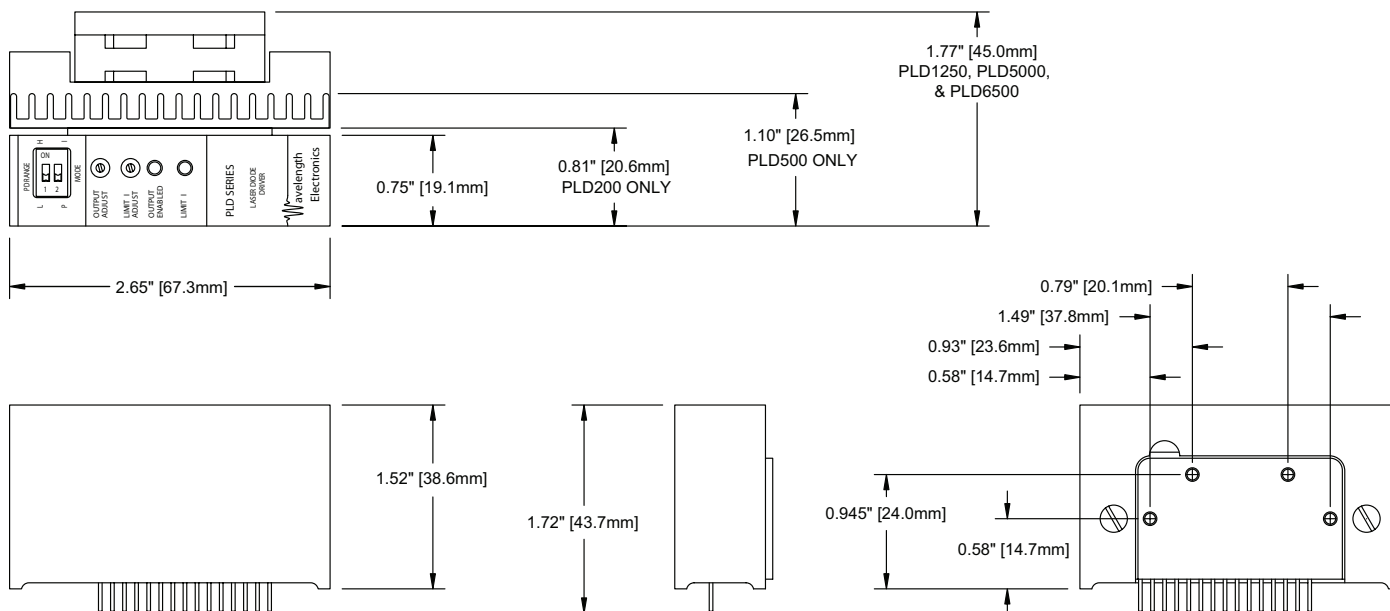 1.77" [45.0mm]
PLD1250, PLD5000,
& PLD6500
1.10" [26.5mm]
PLD500 ONLY
0.81" [20.6mm]
PLD200 ONLY
0.75" [19.1mm]
PD RANGE
H
I
ON
1 2
L
P
MODE
OUTPUT
ADJUST
LIMIT I
ADJUST
OUTPUT
ENABLED
LIMIT I
PLD SERIES
LASER DIODE
DRIVER
avelength
Electronics
2.65" [67.3mm]
0.79" [20.1mm]
1.49" [37.8mm]
0.93" [23.6mm]
0.58" [14.7mm]
1.52" [38.6mm]
1.72" [43.7mm]
0.945" [24.0mm]
0.58" [14.7mm]